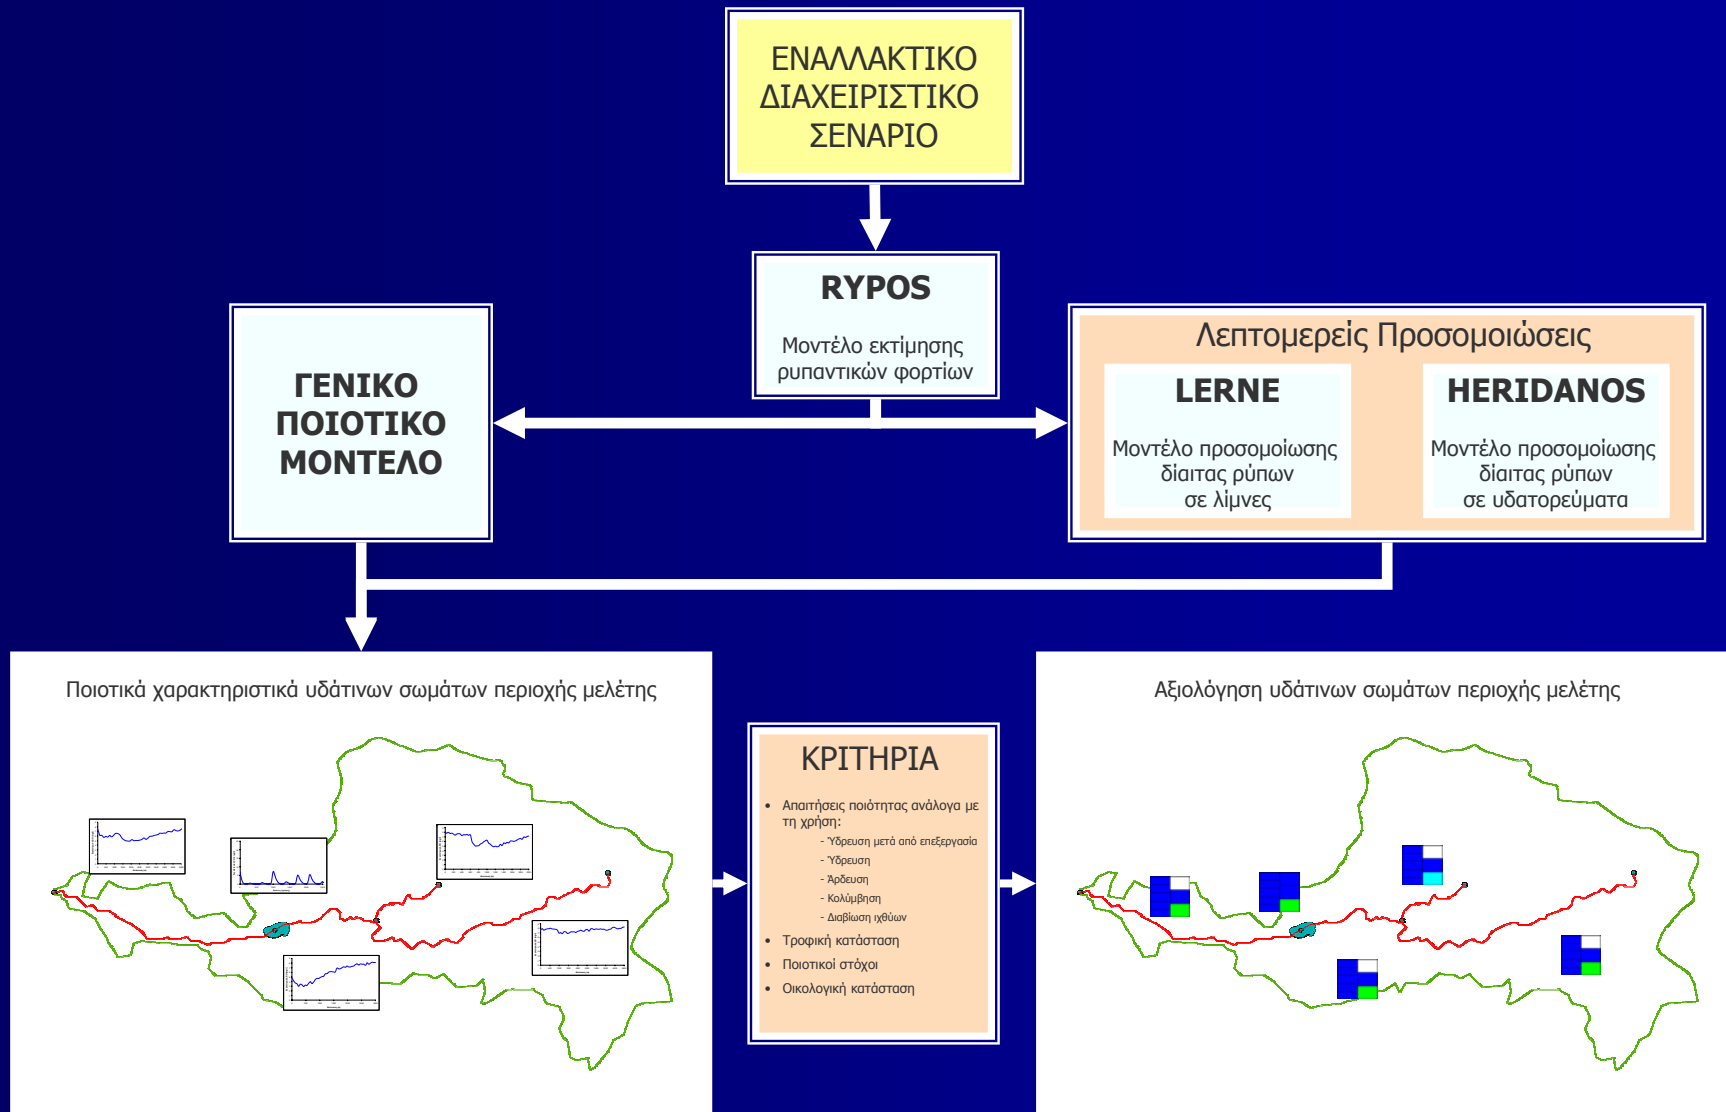 ΕΝΑΛΛΑΚΤΙΚΟ
ΔΙΑΧΕΙΡΙΣΤΙΚΟ
ΣΕΝΑΡΙΟ
RYPOS
Μοντέλο εκτίμησης
ρυπαντικών φορτίων
ΓΕΝΙΚΟ
ΠΟΙΟΤΙΚΟ
ΜΟΝΤΕΛΟ
Λεπτομερείς Προσομοιώσεις
LERNE
Μοντέλο προσομοίωσης
δίαιτας ρύπων
σε λίμνες
HERIDANOS
Μοντέλο προσομοίωσης
δίαιτας ρύπων
σε υδατορεύματα
Ποιοτικά χαρακτηριστικά υδάτινων σωμάτων περιοχής μελέτης
ΚΡΙΤΗΡΙΑ
• Απαιτήσεις ποιότητας ανάλογα με
τη χρήση:
- Ύδρευση μετά από επεξεργασία
- Ύδρευση
- Άρδευση
- Κολύμβηση
- Διαβίωση ιχθύων
• Τροφική κατάσταση
• Ποιοτικοί στόχοι
• Οικολογική κατάσταση
Αξιολόγηση υδάτινων σωμάτων περιοχής μελέτης